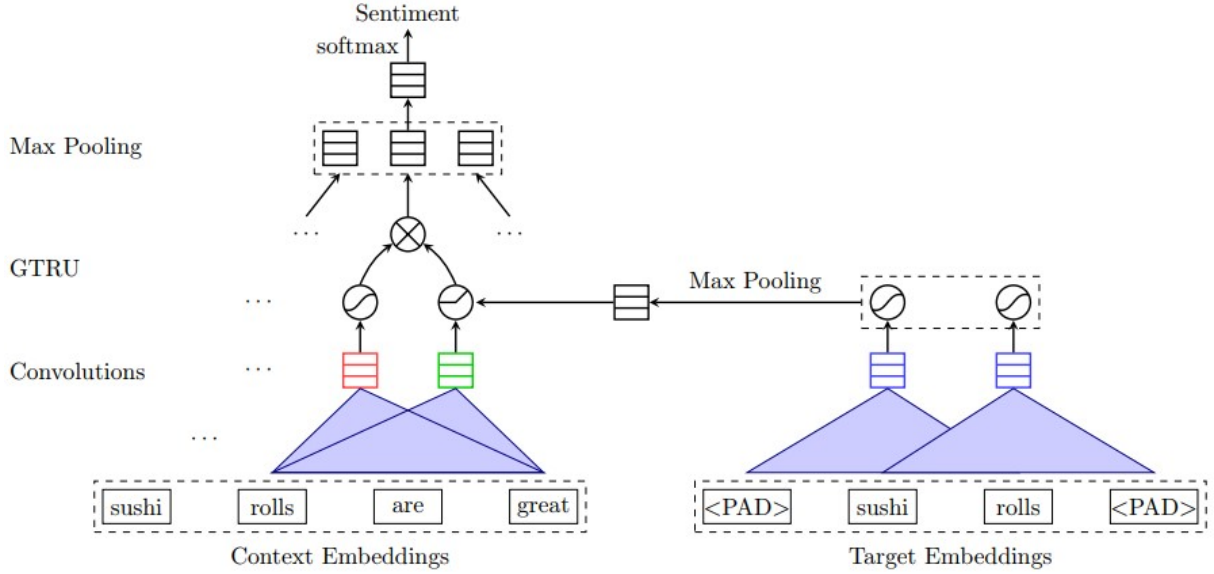 Sentiment
softmax
Max Pooling
...
...
GTRU
Max Pooling
...
Convolutions
...
...
sushi rolls are great
<PAD> sushi rolls <PAD>
Context Embeddings
Target Embeddings